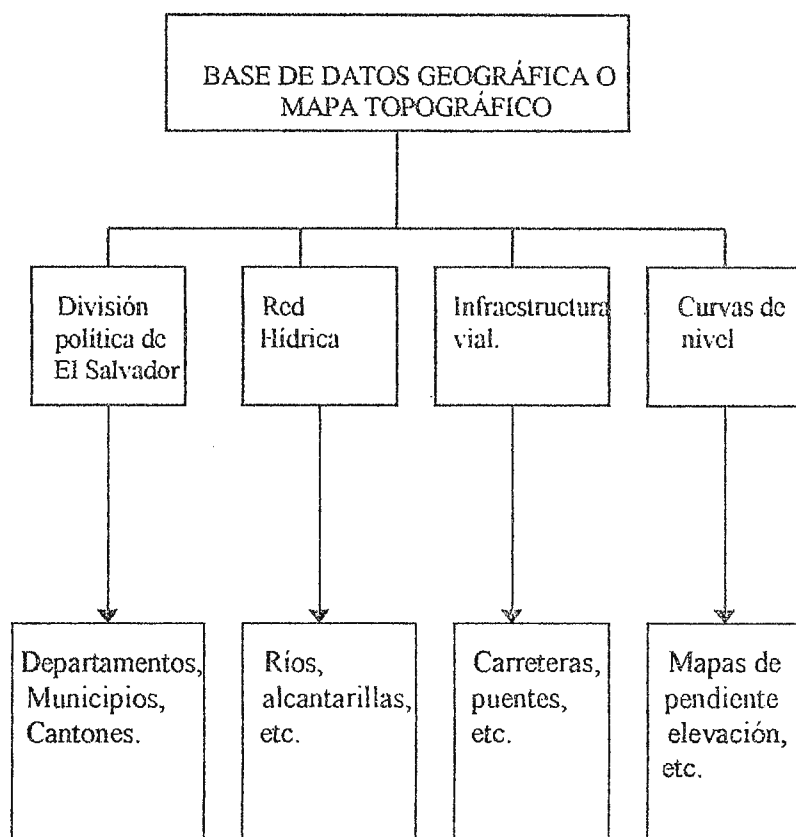 BASE DE DATOS GEOGRÁFICA O
MAPA TOPOGRÁFICO
División
política de
El Salvador
Red
Hídrica
Infraestructura
vial.
Curvas de
nivel
Departamentos,
Municipios,
Cantones.
Ríos,
alcantarillas,
etc.
Carreteras,
puentes,
etc.
Mapas de
pendiente
elevación,
etc.